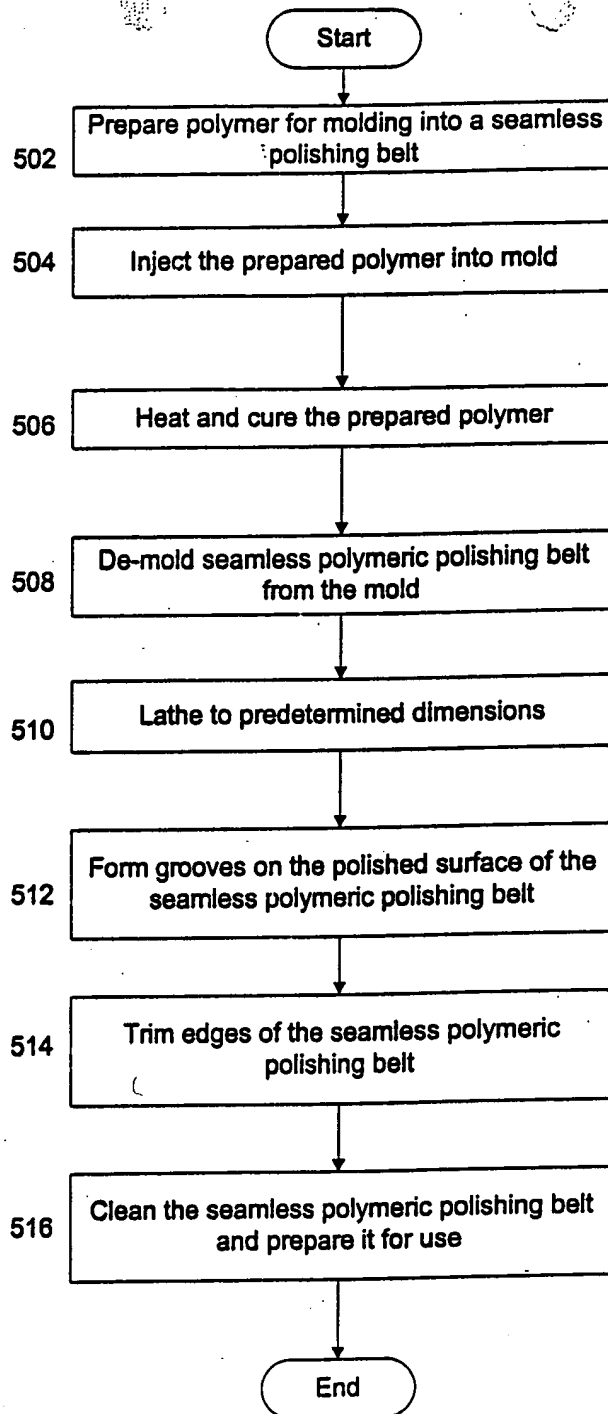 Start
Prepare polymer for molding into a seamless
polishing belt
502
504
Inject the prepared polymer into mold
506
Heat and cure the prepared polymer
De-mold seamless polymeric polishing belt
from the mold
508
510
Lathe to predetermined dimensions
Form grooves on the polished surface of the
seamless polymeric polishing belt
512
Trim edges of the seamless polymeric
polishing belt
514
Clean the seamless polymeric polishing belt
and prepare it for use
516
End